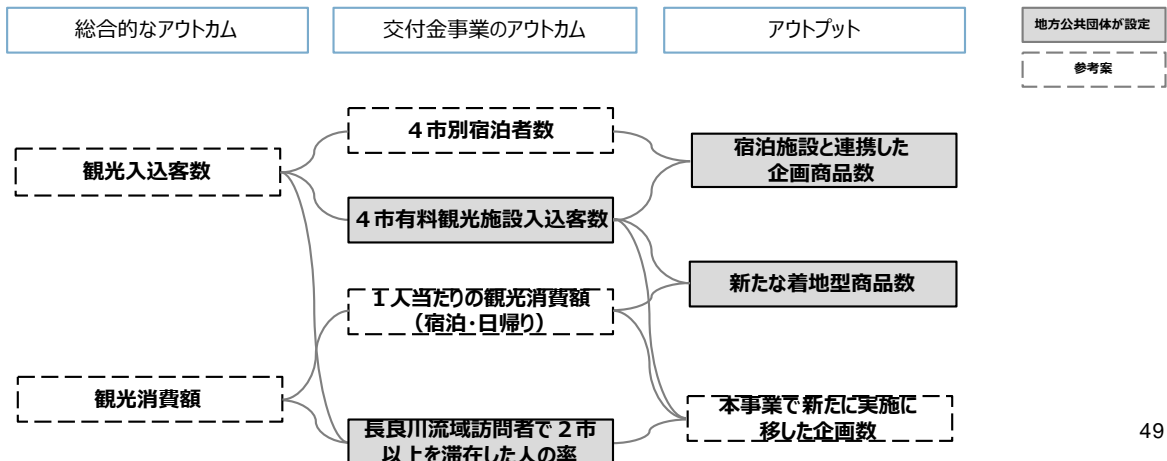 総合的なアウトカム
交付金事業のアウトカム
アウトプット
地方公共団体が設定
参考案
観光入込客数
観光消費額
4市別宿泊者数
4市有料観光施設入込客数
1人当たりの観光消費額
(宿泊・日帰り)
長良川流域訪問者で2市
以上を滞在した人の率
宿泊施設と連携した
企画商品数
新たな着地型商品数
本事業で新たに実施に
移した企画数
49